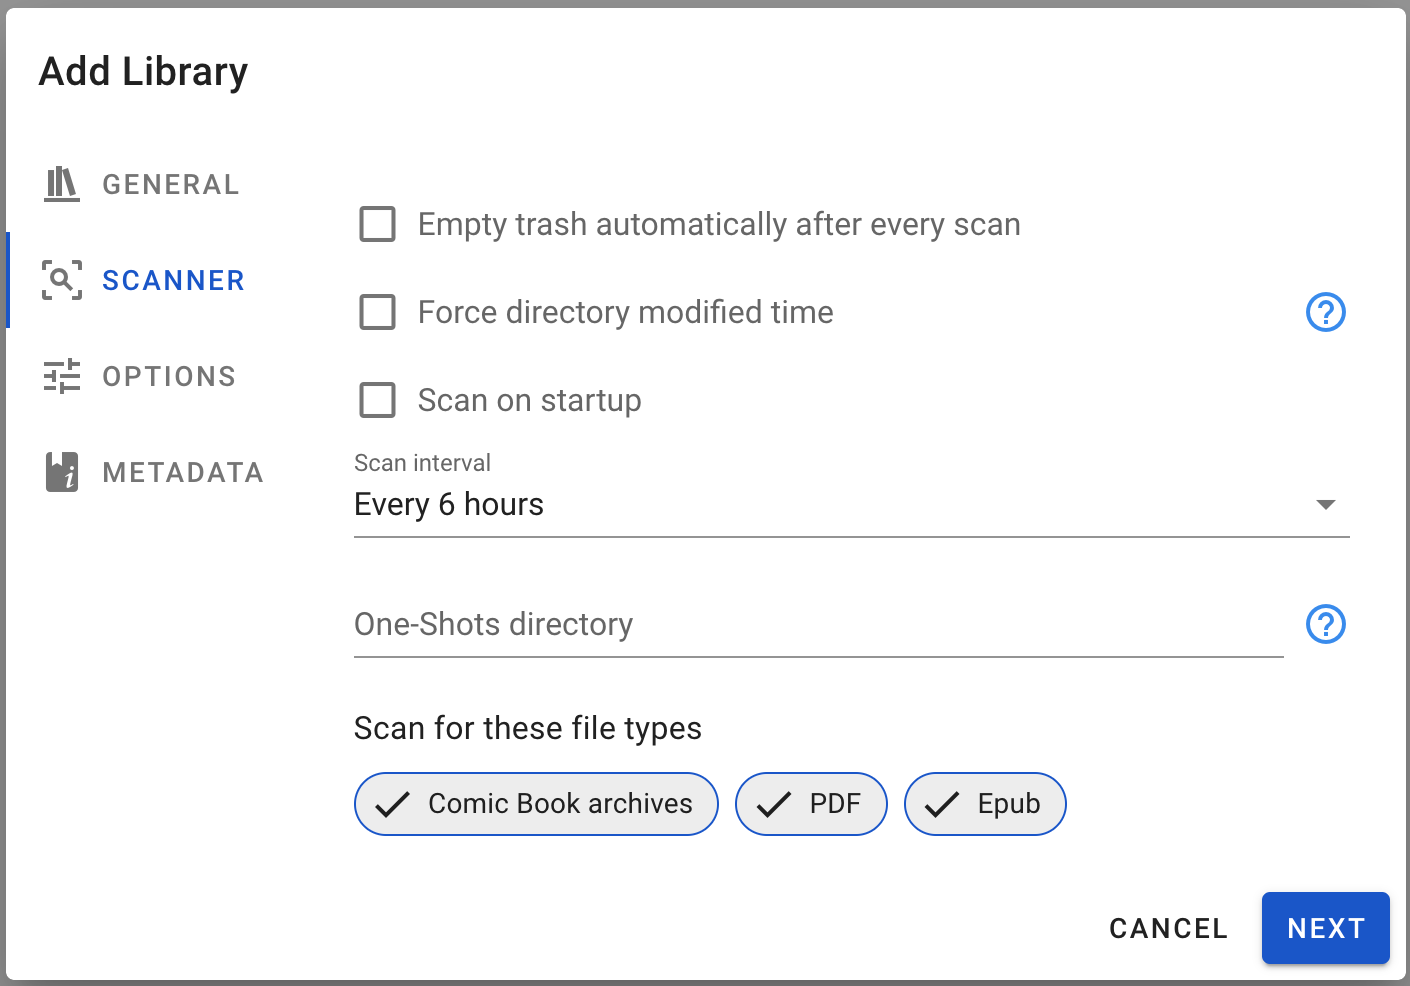 Add Library
GENERAL
SCANNER
OPTIONS
METADATA
Empty trash automatically after every scan
Force directory modified time
Scan on startup
Scan interval
Every 6 hours
One-Shots directory
Scan for these file types
Comic Book archives PDF Epub
CANCEL NEXT